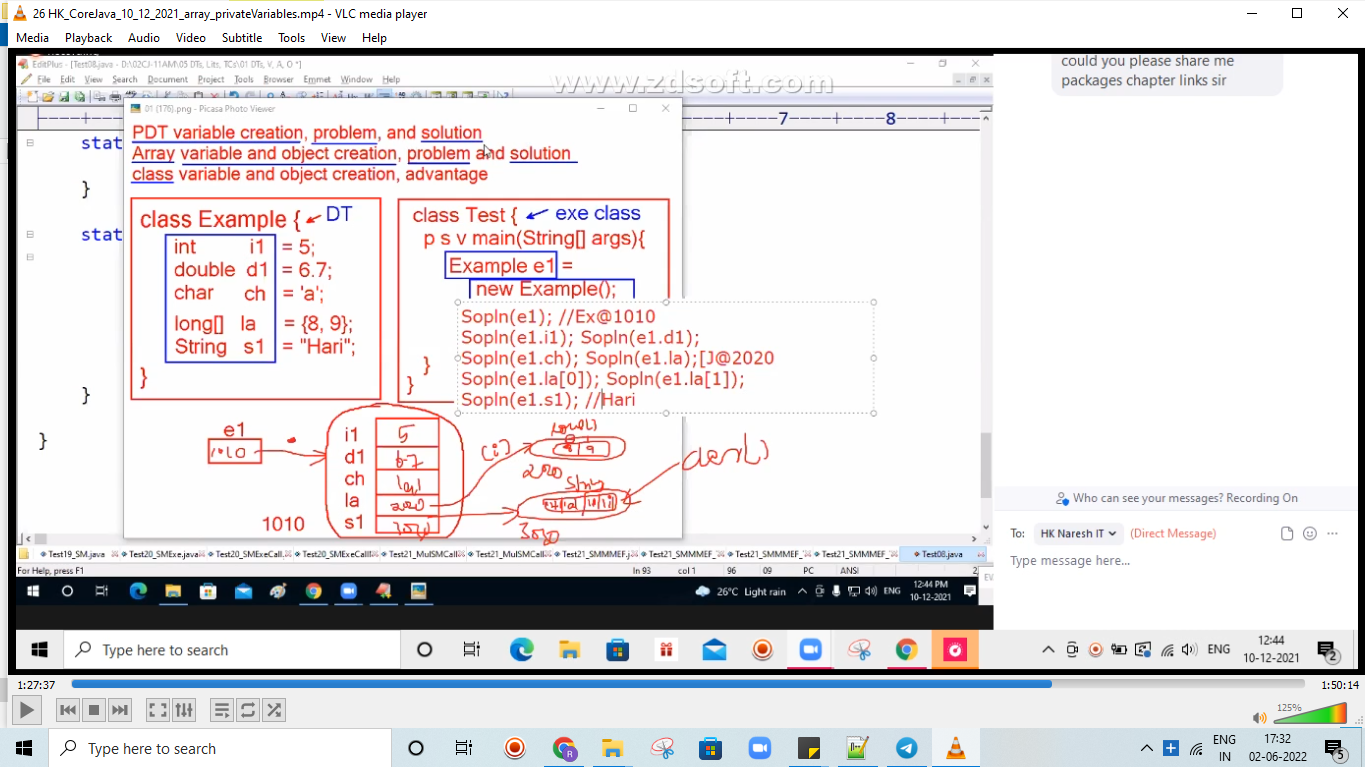 26 HK_CoreJava_10_12_2021_array_privateVariables.mp4 - VLC media player
Media Playback Audio Video Subtitle Tools View Help
EditPlus - [Test08.java - D:\02CJ-11AM\05 DTs, Lits, TCs\01 DTs, V, A, O *]
File Edit View Search Document Project Tools Browser Emmet Window Help
www.zdsoft.com
01 (176).png - Picasa Photo Viewer
7 8
PDT variable creation, problem, and solution
Array variable and object creation, problem and solution
class variable and object creation, advantage
stat
}
stat
}
}
class Example { DT
int i1 = 5;
double d1 = 6.7;
char ch = 'a';
long[] la = {8, 9};
String s1 = "Hari";
}
class Test { exe class
p s v main(String[] args){
Example e1 =
new Example();
Sopln(e1); //Ex@1010
Sopln(e1.i1); Sopln(e1.d1);
Sopln(e1.ch); Sopln(e1.la);[J@2020
Sopln(e1.la[0]); Sopln(e1.la[1]);
Sopln(e1.s1); //Hari
}
}
e1
1010
i1 5
d1 6.7
ch
la
s1
1010
String
Test19_SM.java Test20_SMExe.java Test20_SMExeCall. Test20_SMExeCall Test21_MulSMCall Test21_MulSMCall Test21_SMMMEF.j Test21_SMMMEF_ Test21_SMMMEF_ Test21_SMMMEF_ Test08.java
For Help, press F1 ln 93 col 1 96 09 PC ANSI
26°C Light rain ENG 12:44 PM
10-12-2021
could you please share me
packages chapter links sir
Who can see your messages? Recording On
To: HK Naresh IT (Direct Message)
Type message here...
Type here to search
ENG 12:44
10-12-2021
2
1:27:37 1:50:14
125%
Type here to search
ENG 17:32
IN 02-06-2022
5